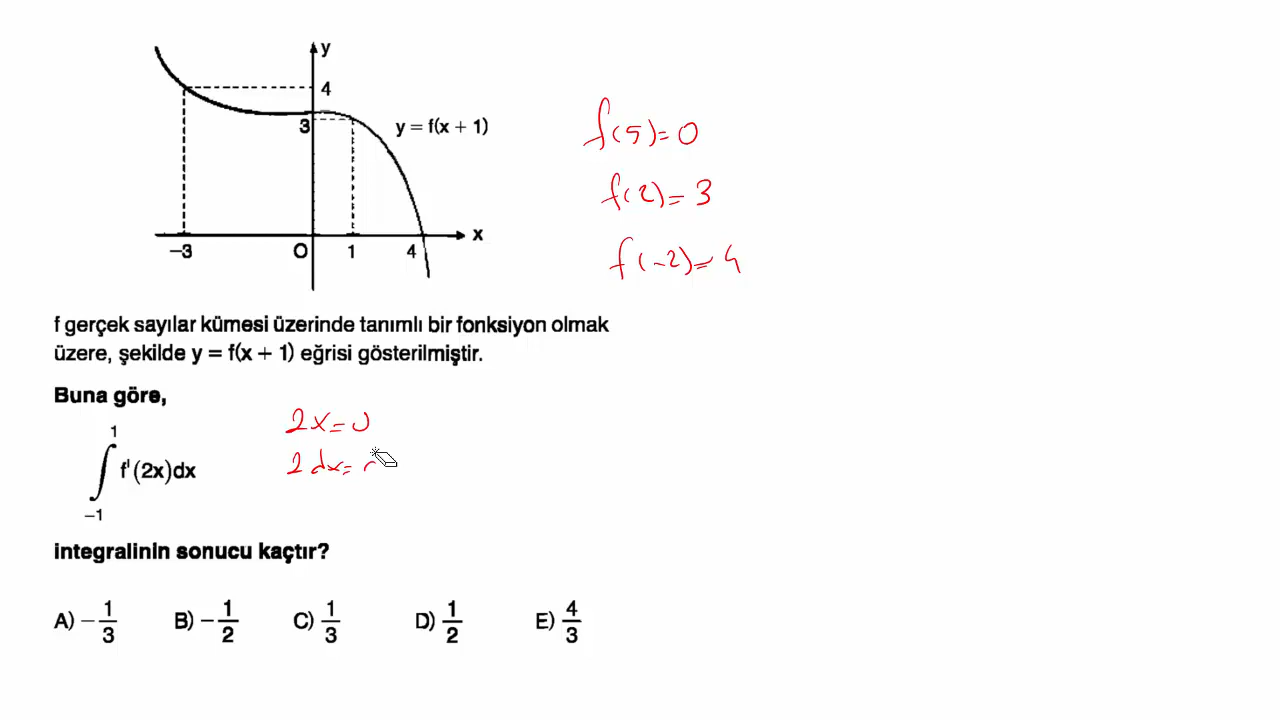 y
4
3
y = f(x + 1)
-3
O
1
4
x
f(5) = 0
f(2) = 3
f(-2) = 4
f gerçek sayılar kümesi üzerinde tanımlı bir fonksiyon olmak
üzere, şekilde y = f(x + 1) eğrisi gösterilmiştir.
Buna göre,
2x = u
2dx =
1
∫ f'(2x)dx
-1
integralinin sonucu kaçtır?
A) -1/3 B) -1/2 C) 1/3 D) 1/2 E) 4/3